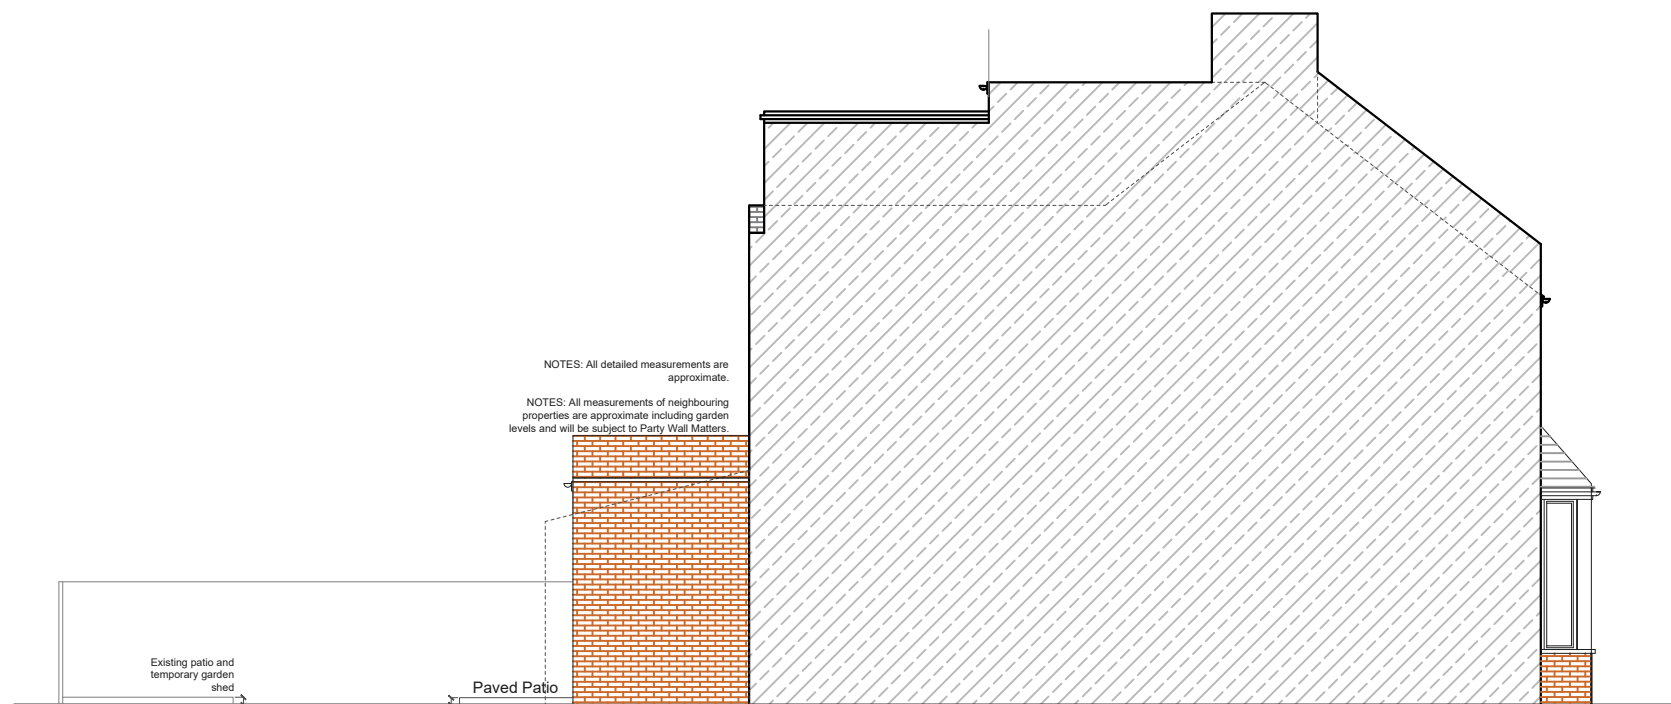 NOTES: All detailed measurements are
approximate.
NOTES: All measurements of neighbouring
properties are approximate including garden
levels and will be subject to Party Wall Matters.
Existing patio and
temporary garden
shed
Paved Patio